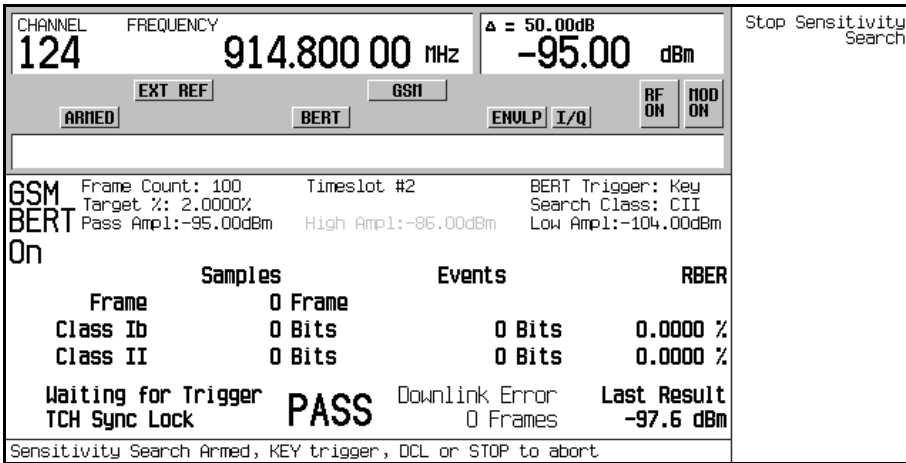 CHANNEL FREQUENCY Δ = 50.00dB
124 914.800 00 MHz -95.00 dBm
Stop Sensitivity
Search
EXT REF GSM RF ON MOD ON
ARMED BERT ENVLP I/Q
GSM BERT On
Frame Count: 100 Timeslot #2 BERT Trigger: Key
Target %: 2.0000% Search Class: CII
Pass Ampl:-95.00dBm High Ampl:-86.00dBm Low Ampl:-104.00dBm
Samples Events RBER
Frame 0 Frame
Class Ib 0 Bits 0 Bits 0.0000 %
Class II 0 Bits 0 Bits 0.0000 %
Waiting for Trigger PASS Downlink Error Last Result
TCH Sync Lock 0 Frames -97.6 dBm
Sensitivity Search Armed, KEY trigger, DCL or STOP to abort